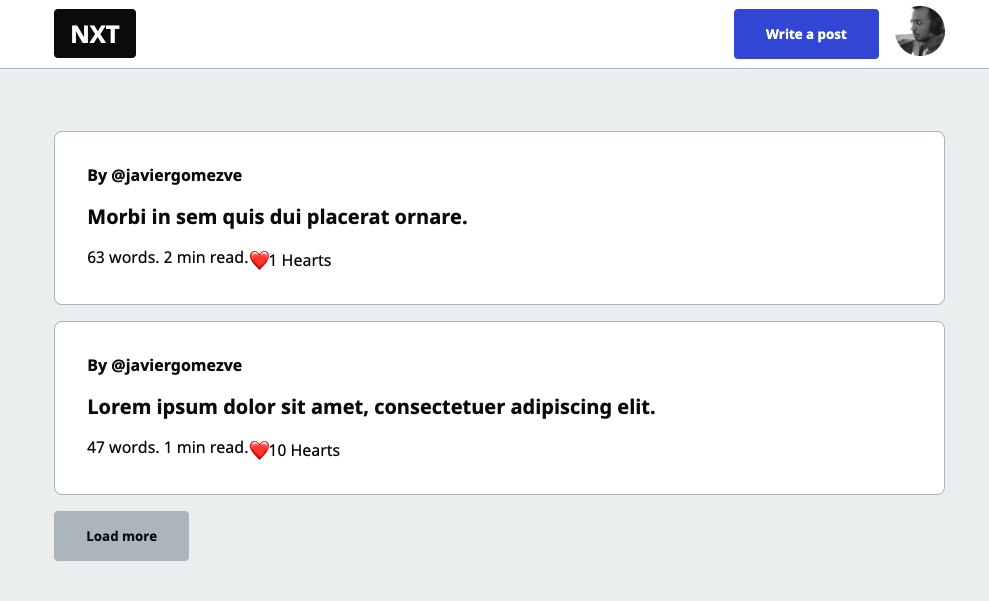 NXT
Write a post
By @javiergomezve
Morbi in sem quis dui placerat ornare.
63 words. 2 min read.❤️1 Hearts
By @javiergomezve
Lorem ipsum dolor sit amet, consectetuer adipiscing elit.
47 words. 1 min read.❤️10 Hearts
Load more